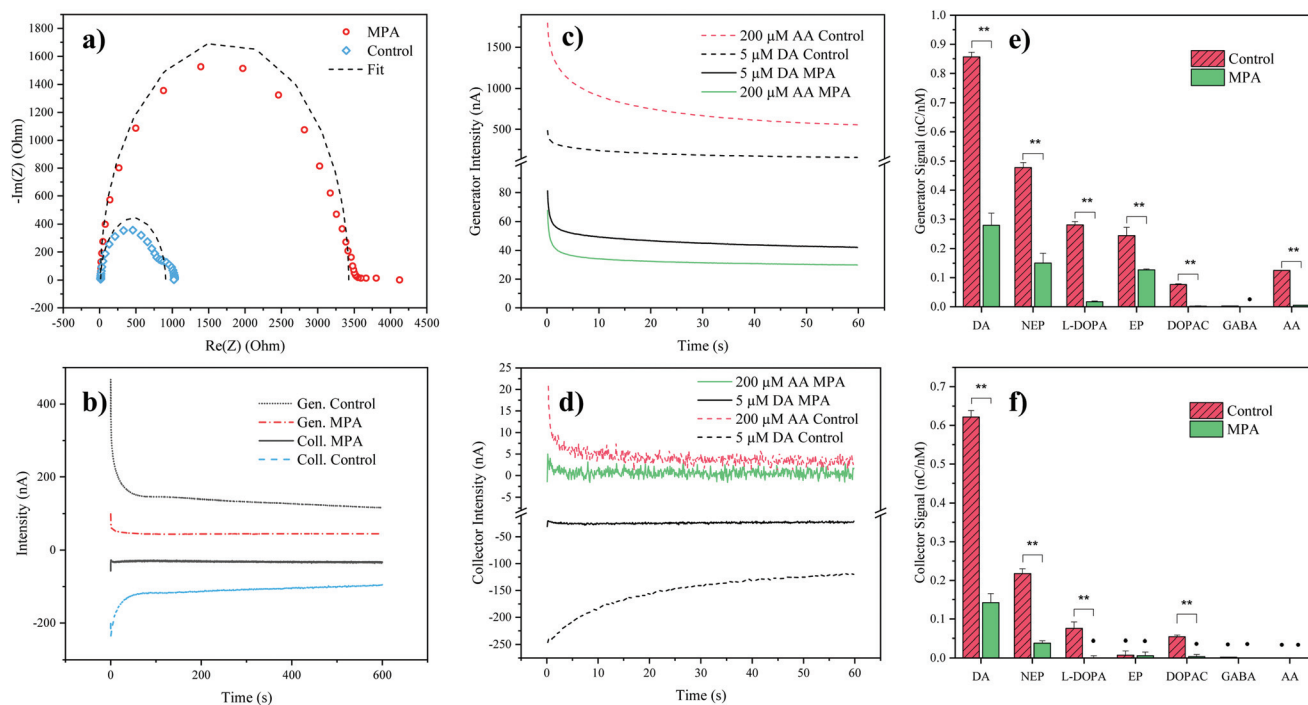 a)
MPA
Control
Fit
1800
1600
1400
1200
1000
800
600
400
200
0
-200
-Im(Z) (Ohm)
-500
0
500
1000
1500
2000
2500
3000
3500
4000
4500
Re(Z) (Ohm)
b)
Gen. Control
Gen. MPA
Coll. MPA
Coll. Control
400
200
0
-200
Intensity (nA)
0
200
400
600
Time (s)
c)
200 µM AA Control
5 µM DA Control
5 µM DA MPA
200 µM AA MPA
1500
1000
500
80
60
40
20
0
Generator Intensity (nA)
0
10
20
30
40
50
60
Time (s)
d)
200 µM AA MPA
5 µM DA MPA
200 µM AA Control
5 µM DA Control
25
20
15
10
5
0
5
-50
-100
-150
-200
-250
Collector Intensity (nA)
0
10
20
30
40
50
60
Time (s)
e)
Control
MPA
1.0
0.9
0.8
0.7
0.6
0.5
0.4
0.3
0.2
0.1
0.0
Generator Signal (nC/nM)
**
**
**
**
**
•
**
DA
NEP
L-DOPA
EP
DOPAC
GABA
AA
f)
Control
MPA
0.7
0.6
0.5
0.4
0.3
0.2
0.1
0.0
Collector Signal (nC/nM)
**
**
**
•
• •
**
•
• •
• •
DA
NEP
L-DOPA
EP
DOPAC
GABA
AA